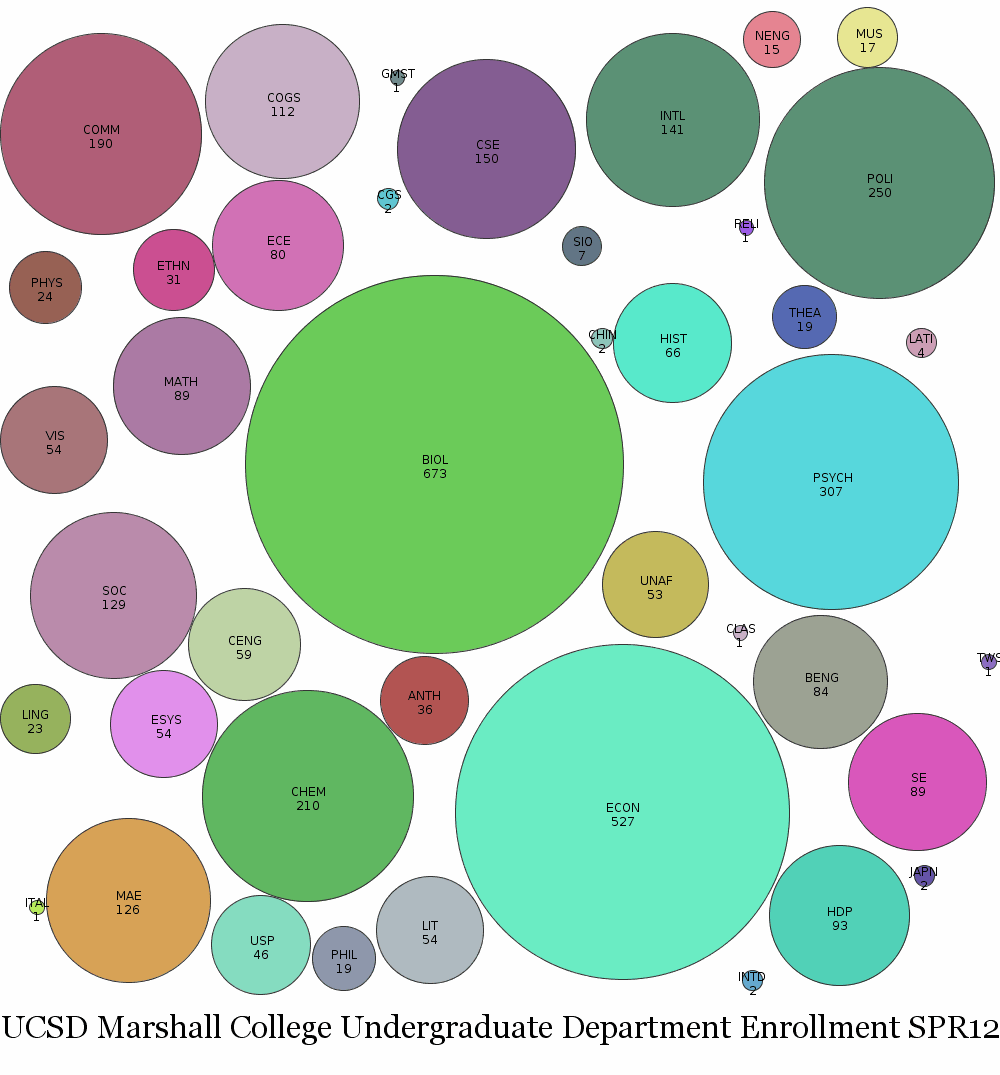 NENG
15
MUS
17
GMST
1
COGS
112
COMM
190
CSE
150
INTL
141
POLI
250
CGS
2
RELI
1
ECE
80
SIO
7
ETHN
31
PHYS
24
THEA
19
CHIN
2
HIST
66
LATI
4
MATH
89
VIS
54
BIOL
673
PSYCH
307
SOC
129
UNAF
53
CLAS
1
CENG
59
TWS
1
BENG
84
ANTH
36
LING
23
ESYS
54
SE
89
CHEM
210
ECON
527
JAPN
2
MAE
126
ITAL
1
HDP
93
LIT
54
USP
46
PHIL
19
INTD
2
UCSD Marshall College Undergraduate Department Enrollment SPR12